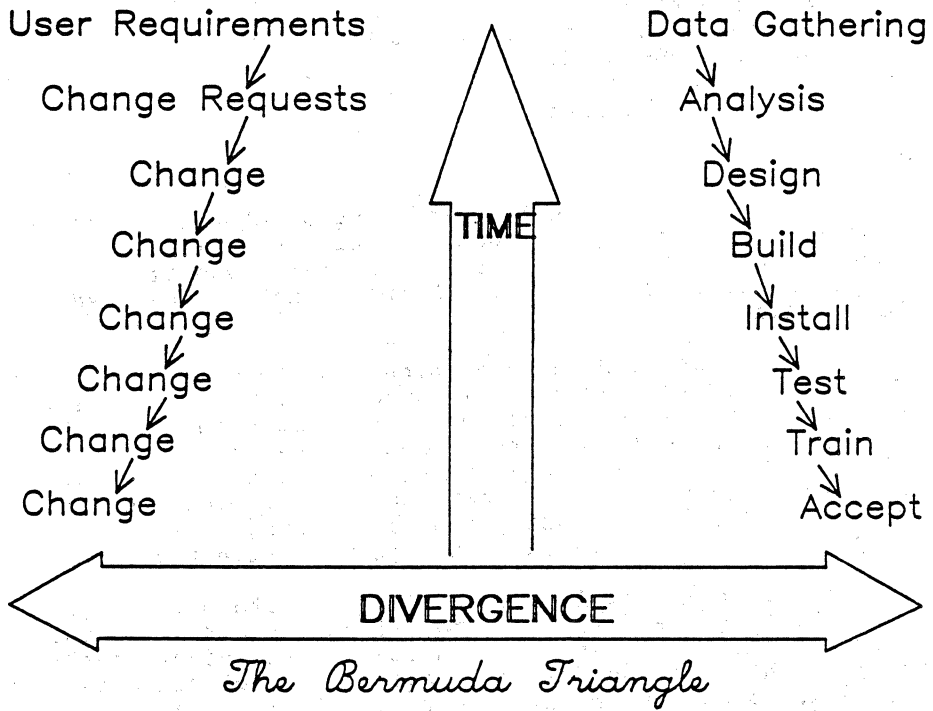 User Requirements
Change Requests
Change
Change
Change
Change
Change
Change
TIME
Data Gathering
Analysis
Design
Build
Install
Test
Train
Accept
DIVERGENCE
The Bermuda Triangle